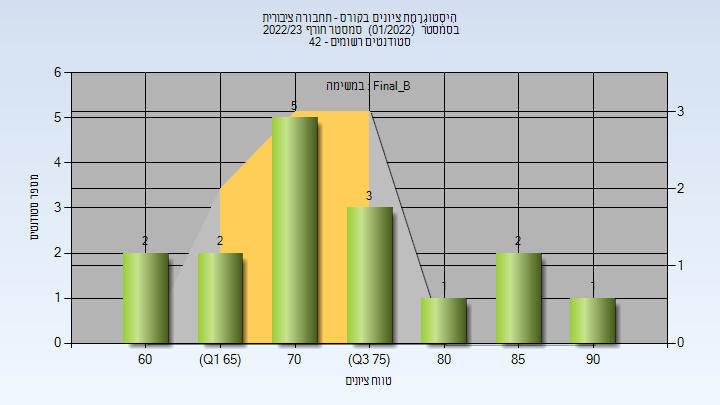 הִיסְטוֹגְרָמַת ציונים בקורס - תחבורה ציבורית
בסמסטר (01/2022) סמסטר חורף 2022/23
סטודנטים רשומים - 42
במשימה : Final_B
מספר סטודנטים
6
5
4
3
2
1
0
3
2
1
0
2
2
5
3
1
2
1
60
(Q1 65)
70
(Q3 75)
80
85
90
טווח ציונים